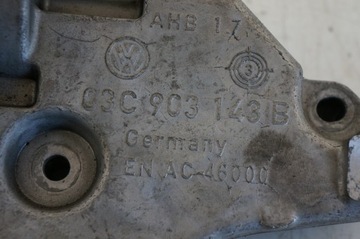 AHB 17
03C 903 143 B
Germany
EN AC-46000